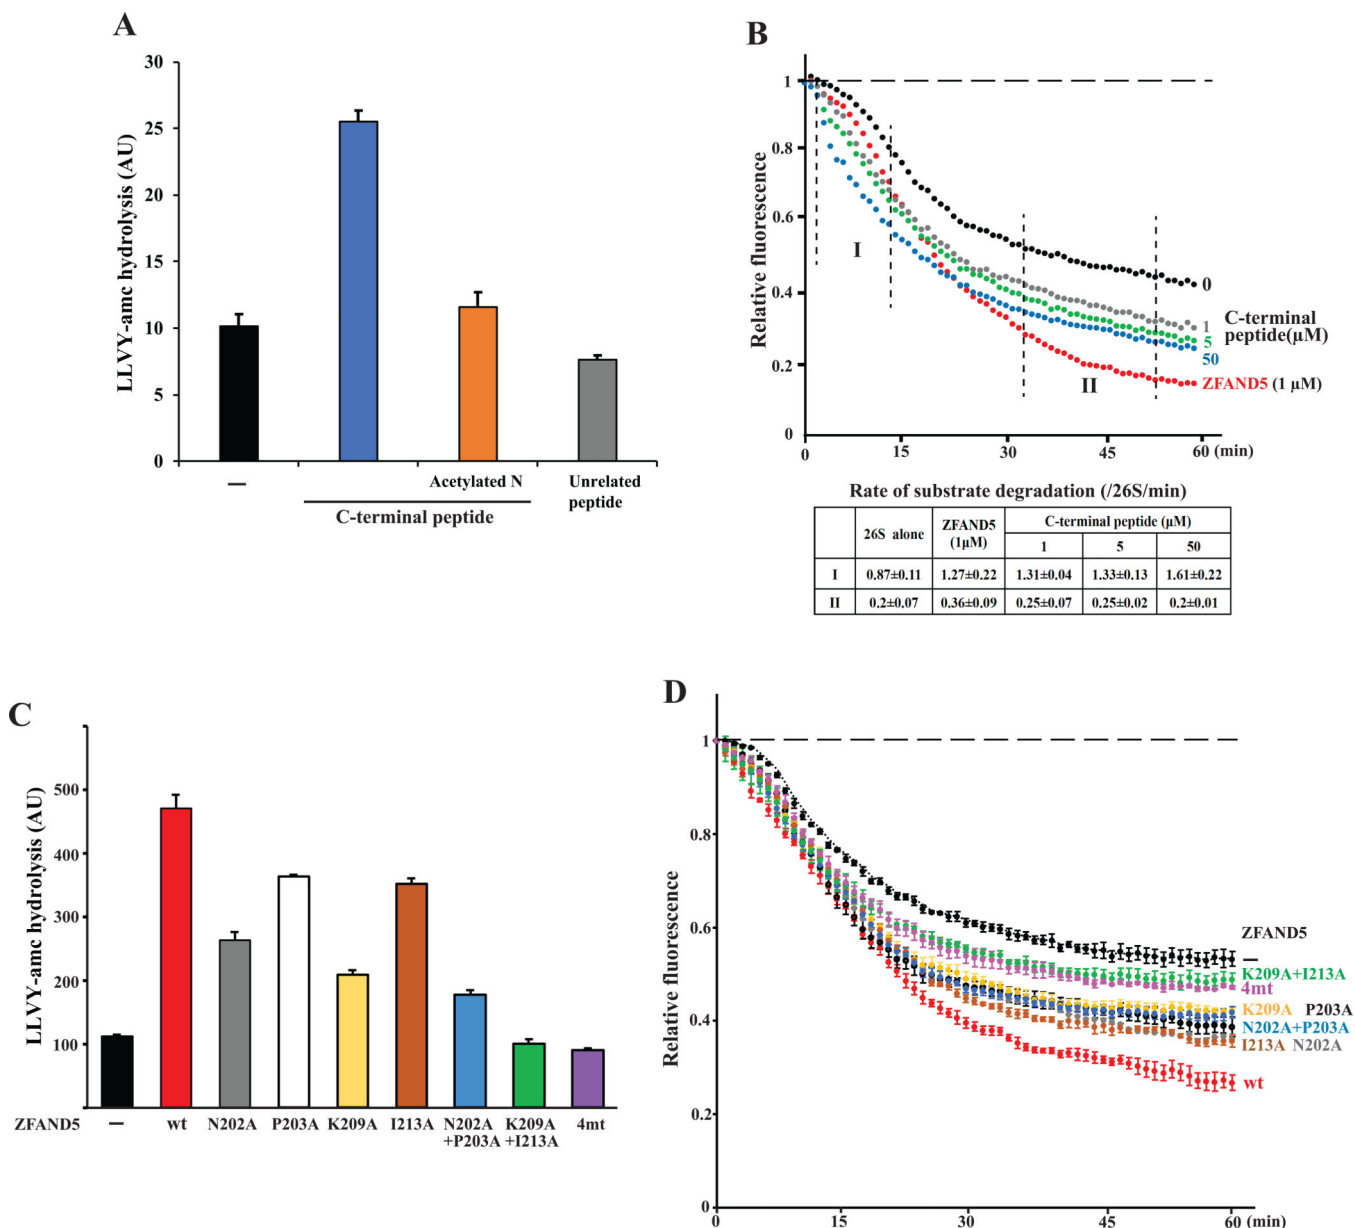 A
LLVY-amc hydrolysis (AU)
30
25
20
15
10
5
0
–
Acetylated N
Unrelated
peptide
C-terminal peptide
B
Relative fluorescence
1
0.8
0.6
0.4
0.2
0
I
II
0
1
5
50
C-terminal
peptide(μM)
ZFAND5 (1 μM)
0 15 30 45 60 (min)
Rate of substrate degradation (/26S/min)
26S alone ZFAND5 (1μM) C-terminal peptide (μM)
1 5 50
I 0.87±0.11 1.27±0.22 1.31±0.04 1.33±0.13 1.61±0.22
II 0.2±0.07 0.36±0.09 0.25±0.07 0.25±0.02 0.2±0.01
C
LLVY-amc hydrolysis (AU)
500
400
300
200
100
ZFAND5 – wt N202A P203A K209A I213A N202A K209A 4mt
+P203A +I213A
D
Relative fluorescence
1
0.8
0.6
0.4
0.2
0
ZFAND5
–
K209A+I213A
4mt
K209A P203A
N202A+P203A
I213A N202A
wt
0 15 30 45 60 (min)